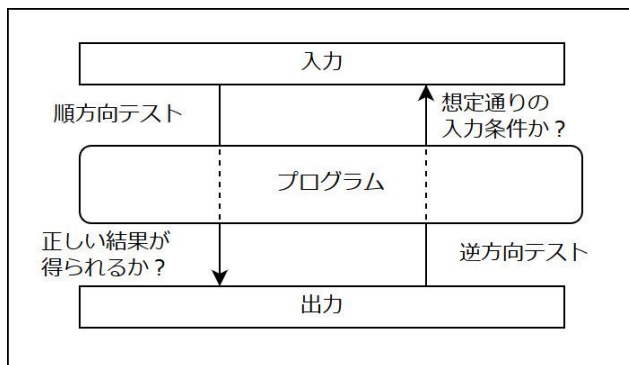 入力
順方向テスト
想定通りの
入力条件か？
プログラム
正しい結果が
得られるか？
逆方向テスト
出力